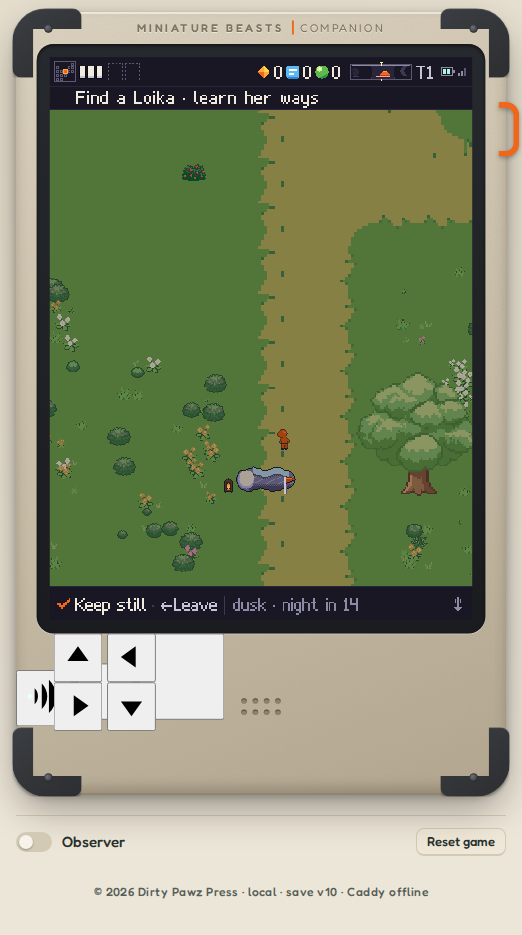 MINIATURE BEASTS | COMPANION
0 0 0 T1
Find a Loika · learn her ways
Keep still · ←Leave | dusk · night in 14
Observer
Reset game
© 2026 Dirty Pawz Press · local · save v10 · Caddy offline